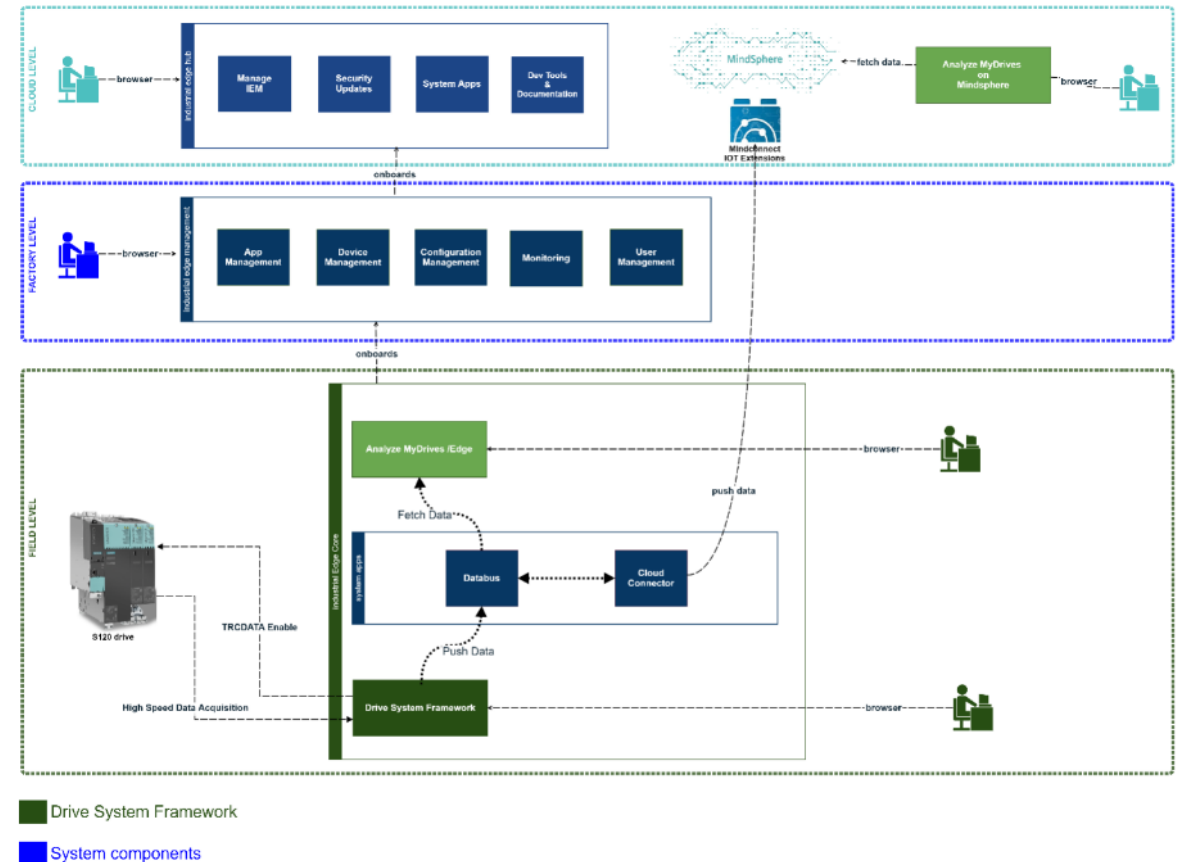 CLOUD LEVEL
browser
Industrial edge hub
Manage
IEM
Security
Updates
System Apps
Dev Tools
&
Documentation
MindSphere
fetch data
Analyze MyDrives
on
Mindsphere
browser
Mindconnect
IOT Extensions
onboards
FACTORY LEVEL
browser
Industrial edge management
App
Management
Device
Management
Configuration
Management
Monitoring
User
Management
onboards
FIELD LEVEL
Industrial Edge Core
Analyze MyDrives /Edge
browser
push data
Fetch Data
system apps
Databus
Cloud
Connector
S120 drive
TRCDATA Enable
Push Data
High Speed Data Acquisition
Drive System Framework
browser
Drive System Framework
System components